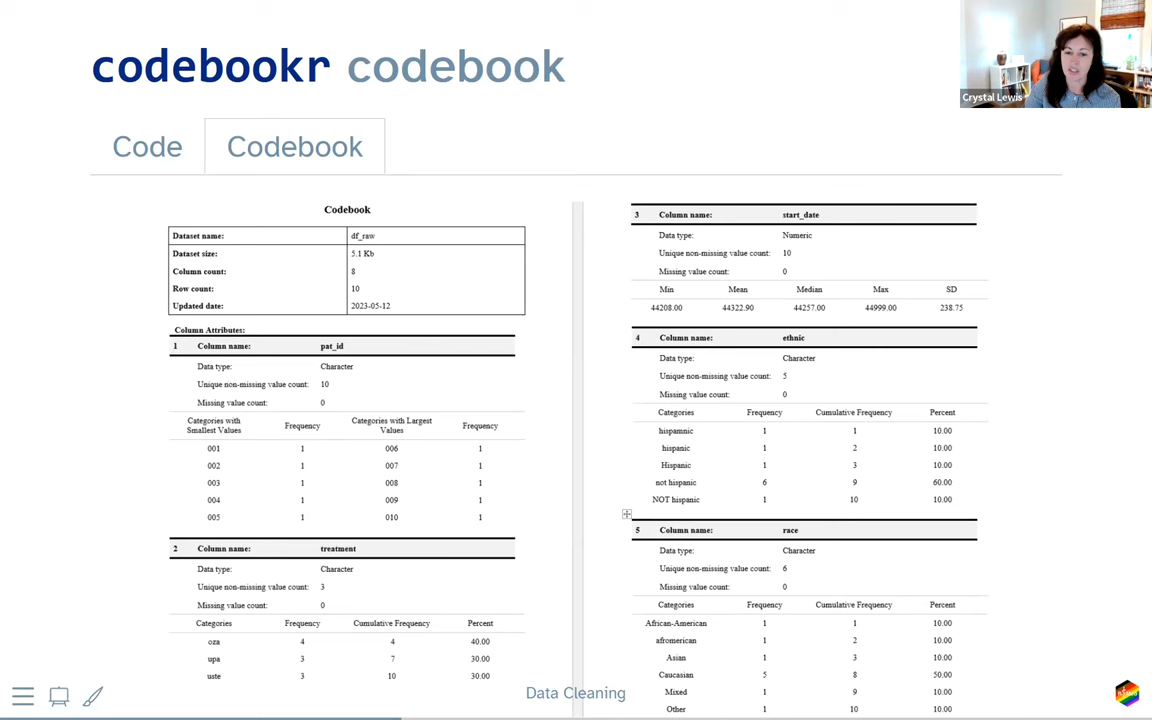 codebookr codebook
Crystal Lewis
Code
Codebook
Codebook
Dataset name: df_raw
Dataset size: 5.1 Kb
Column count: 8
Row count: 10
Updated date: 2023-05-12
Column Attributes:
1 Column name: pat_id
Data type: Character
Unique non-missing value count: 10
Missing value count: 0
Categories with Smallest Values Frequency Categories with Largest Values Frequency
001 1 006 1
002 1 007 1
003 1 008 1
004 1 009 1
005 1 010 1
2 Column name: treatment
Data type: Character
Unique non-missing value count: 3
Missing value count: 0
Categories Frequency Cumulative Frequency Percent
oza 4 4 40.00
upa 3 7 30.00
uste 3 10 30.00
3 Column name: start_date
Data type: Numeric
Unique non-missing value count: 10
Missing value count: 0
Min Mean Median Max SD
44208.00 44322.90 44257.00 44999.00 238.75
4 Column name: ethnic
Data type: Character
Unique non-missing value count: 5
Missing value count: 0
Categories Frequency Cumulative Frequency Percent
hispamnic 1 1 10.00
hispanic 1 2 10.00
Hispanic 1 3 10.00
not hispanic 6 9 60.00
NOT hispanic 1 10 10.00
5 Column name: race
Data type: Character
Unique non-missing value count: 6
Missing value count: 0
Categories Frequency Cumulative Frequency Percent
African-American 1 1 10.00
afromerican 1 2 10.00
Asian 1 3 10.00
Caucasian 5 8 50.00
Mixed 1 9 10.00
Other 1 10 10.00
Data Cleaning